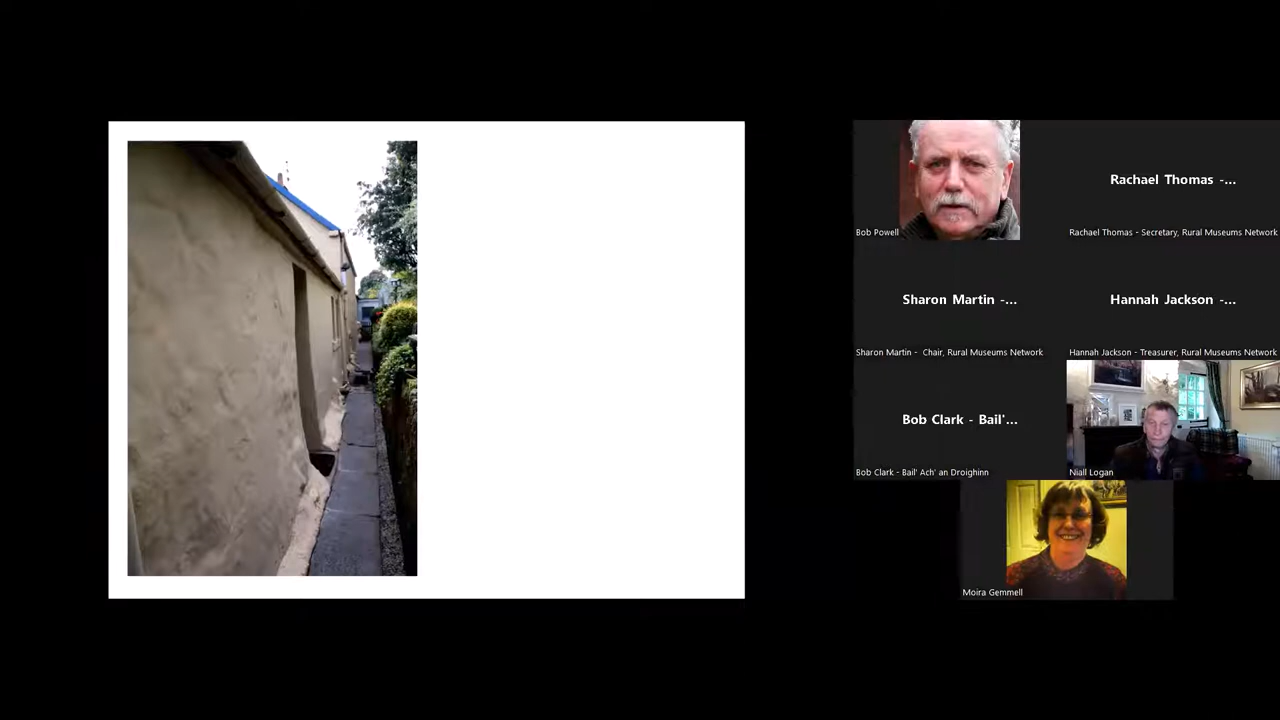 Bob Powell
Rachael Thomas -...
Rachael Thomas - Secretary, Rural Museums Network
Sharon Martin -...
Sharon Martin - Chair, Rural Museums Network
Hannah Jackson -...
Hannah Jackson - Treasurer, Rural Museums Network
Bob Clark - Bail'...
Bob Clark - Bail' Ach' an Droighinn
Niall Logan
Moira Gemmell